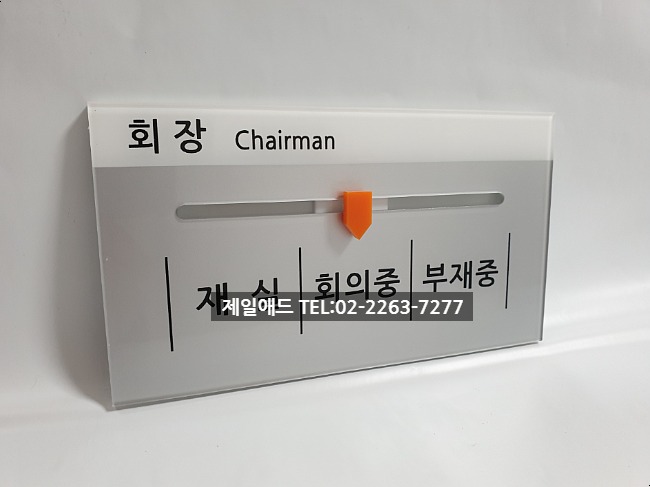 회 장 Chairman
재 실 회의중 부재중
제일애드 TEL:02-2263-7277